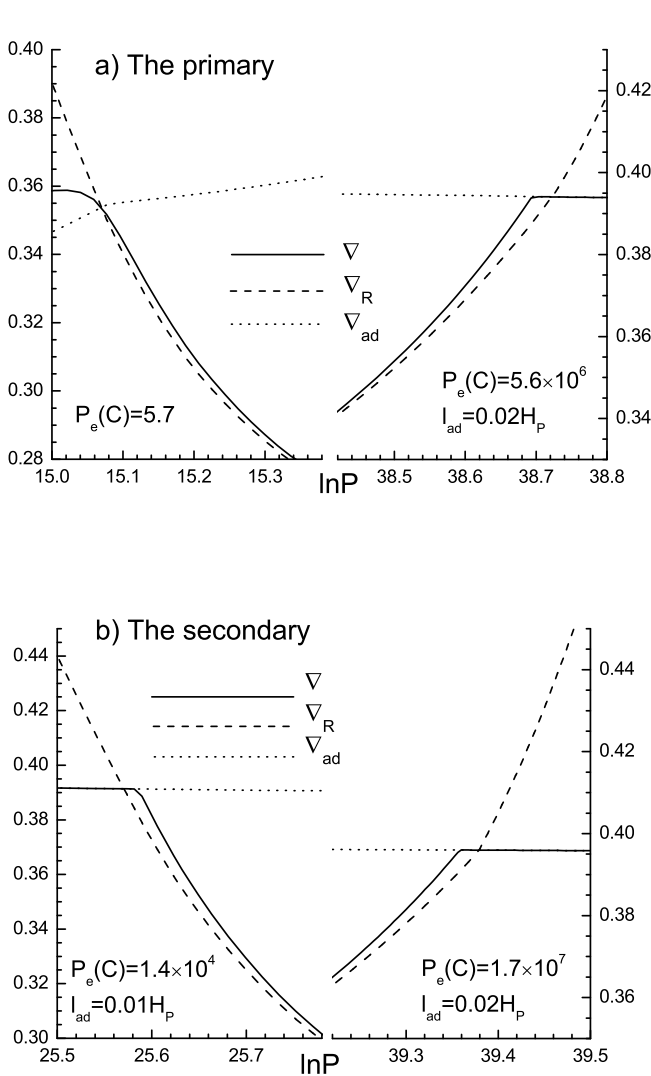 a) The primary
0.40
0.38
0.36
0.34
0.32
0.30
0.28
0.42
0.40
0.38
0.36
0.34
∇
∇R
∇ad
Pe(C)=5.7
Pe(C)=5.6×10^6
lad=0.02HP
15.0 15.1 15.2 15.3 38.5 38.6 38.7 38.8
lnP
b) The secondary
0.44
0.42
0.40
0.38
0.36
0.34
0.32
0.30
0.44
0.42
0.40
0.38
0.36
∇
∇R
∇ad
Pe(C)=1.4×10^4
lad=0.01HP
Pe(C)=1.7×10^7
lad=0.02HP
25.5 25.6 25.7 39.3 39.4 39.5
lnP